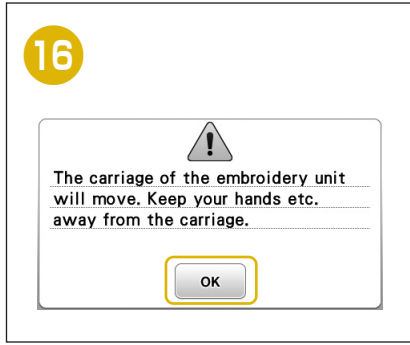 16
The carriage of the embroidery unit
will move. Keep your hands etc.
away from the carriage.
OK